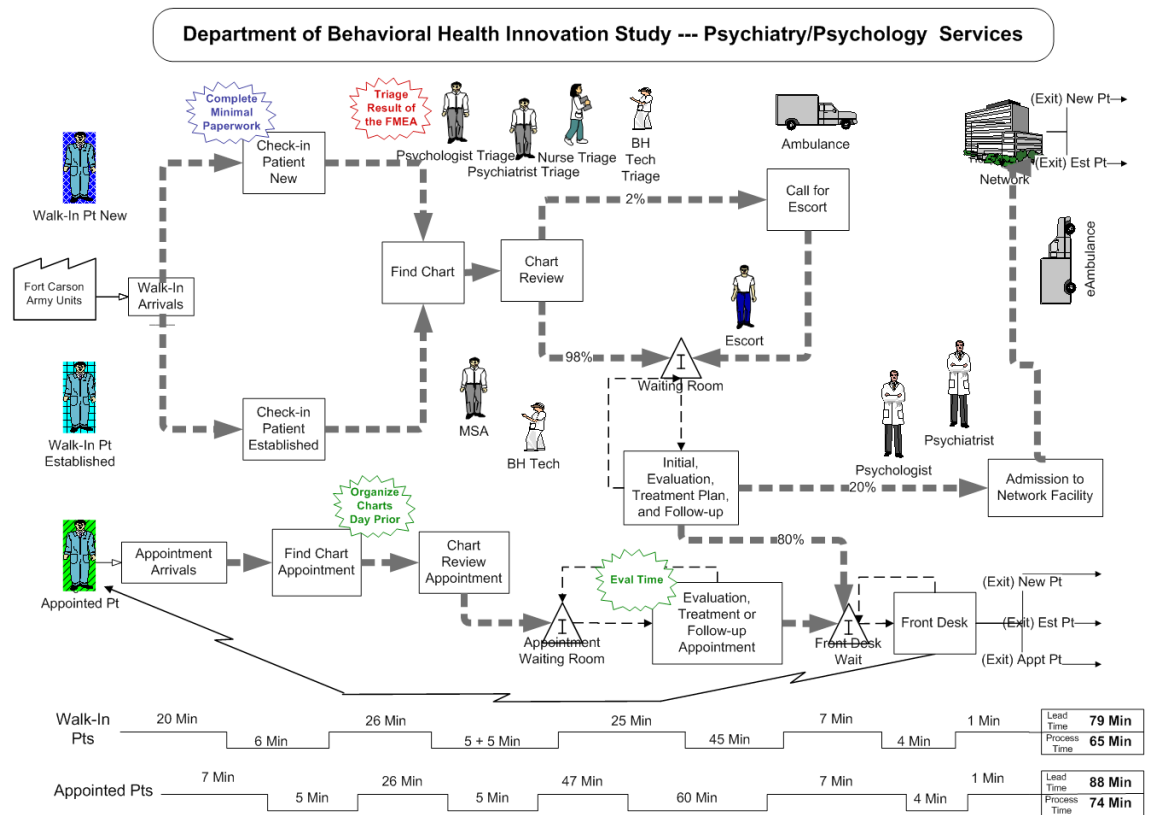 Department of Behavioral Health Innovation Study --- Psychiatry/Psychology Services
Complete
Minimal
Paperwork
Triage
Result of
the FMEA
Check-in
Patient
New
Psychologist Triage
Psychiatrist Triage
Nurse Triage
BH
Tech
Triage
Ambulance
(Exit) New Pt
(Exit) Est Pt
Network
Walk-In Pt New
2%
Call for
Escort
Fort Carson
Army Units
Walk-In
Arrivals
Find Chart
Chart
Review
eAmbulance
Escort
98%
I
Waiting Room
Walk-In Pt
Established
Check-in
Patient
Established
MSA
BH Tech
Psychologist
Psychiatrist
Initial,
Evaluation,
Treatment Plan,
and Follow-up
20%
Admission to
Network Facility
80%
Organize
Charts
Day Prior
Appointed Pt
Appointment
Arrivals
Find Chart
Appointment
Chart
Review
Appointment
Eval Time
I
Appointment
Waiting Room
Evaluation,
Treatment or
Follow-up
Appointment
I
Front Desk
Wait
Front Desk
(Exit) New Pt
(Exit) Est Pt
(Exit) Appt Pt
Walk-In
Pts
20 Min
6 Min
26 Min
5 + 5 Min
25 Min
45 Min
7 Min
4 Min
1 Min
Lead
Time
79 Min
Process
Time
65 Min
Appointed Pts
7 Min
5 Min
26 Min
5 Min
47 Min
60 Min
7 Min
4 Min
1 Min
Lead
Time
88 Min
Process
Time
74 Min